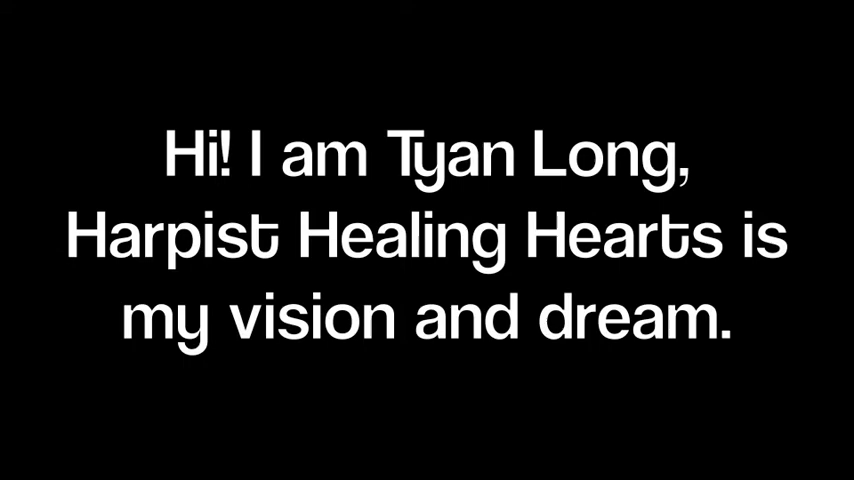 Hi! I am Tyan Long,
Harpist Healing Hearts is
my vision and dream.